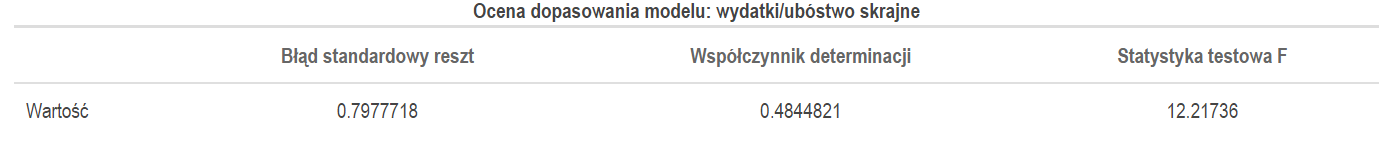 Ocena dopasowania modelu: wydatki/ubóstwo skrajne
Błąd standardowy reszt Współczynnik determinacji Statystyka testowa F
Wartość 0.7977718 0.4844821 12.21736